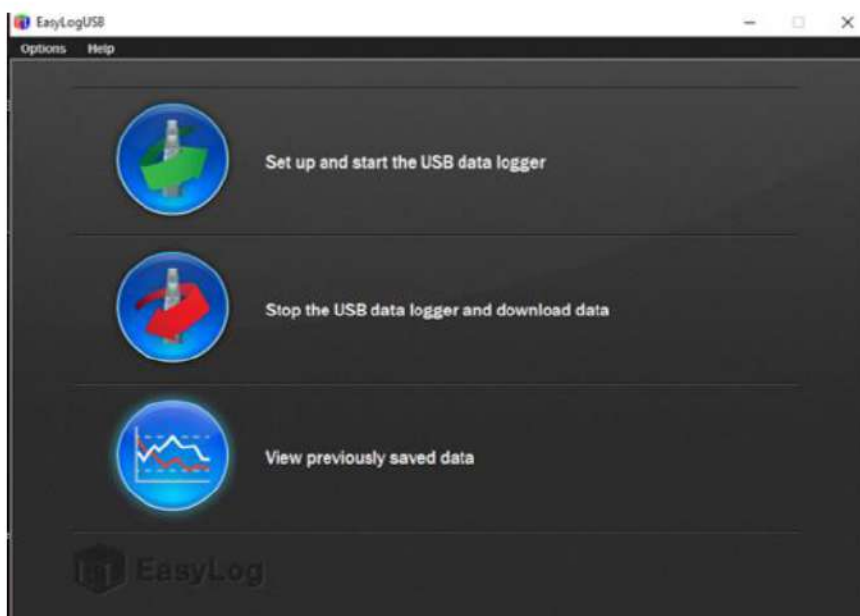 EasyLogUSB
Options Help
Set up and start the USB data logger
Stop the USB data logger and download data
View previously saved data
EasyLog